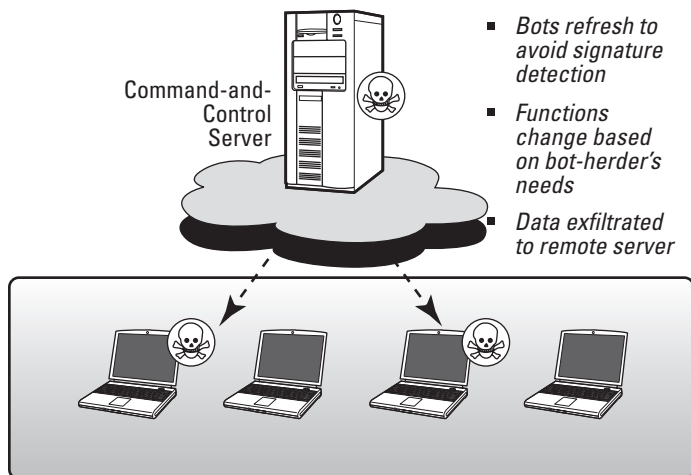 Command-and-
Control
Server
▪ Bots refresh to
avoid signature
detection
▪ Functions
change based
on bot-herder's
needs
▪ Data exfiltrated
to remote server